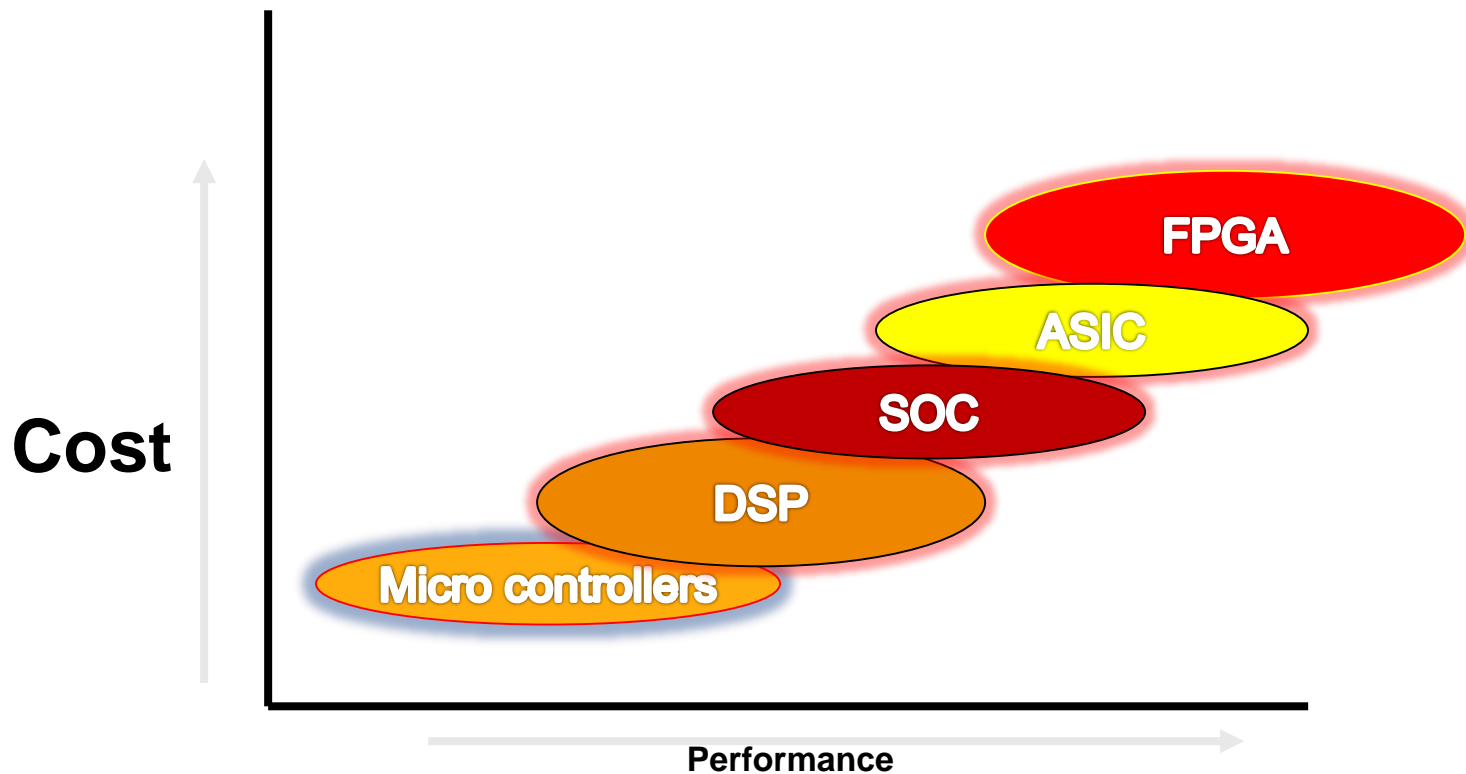 FPGA
ASIC
SOC
Cost
DSP
Micro controllers
Performance